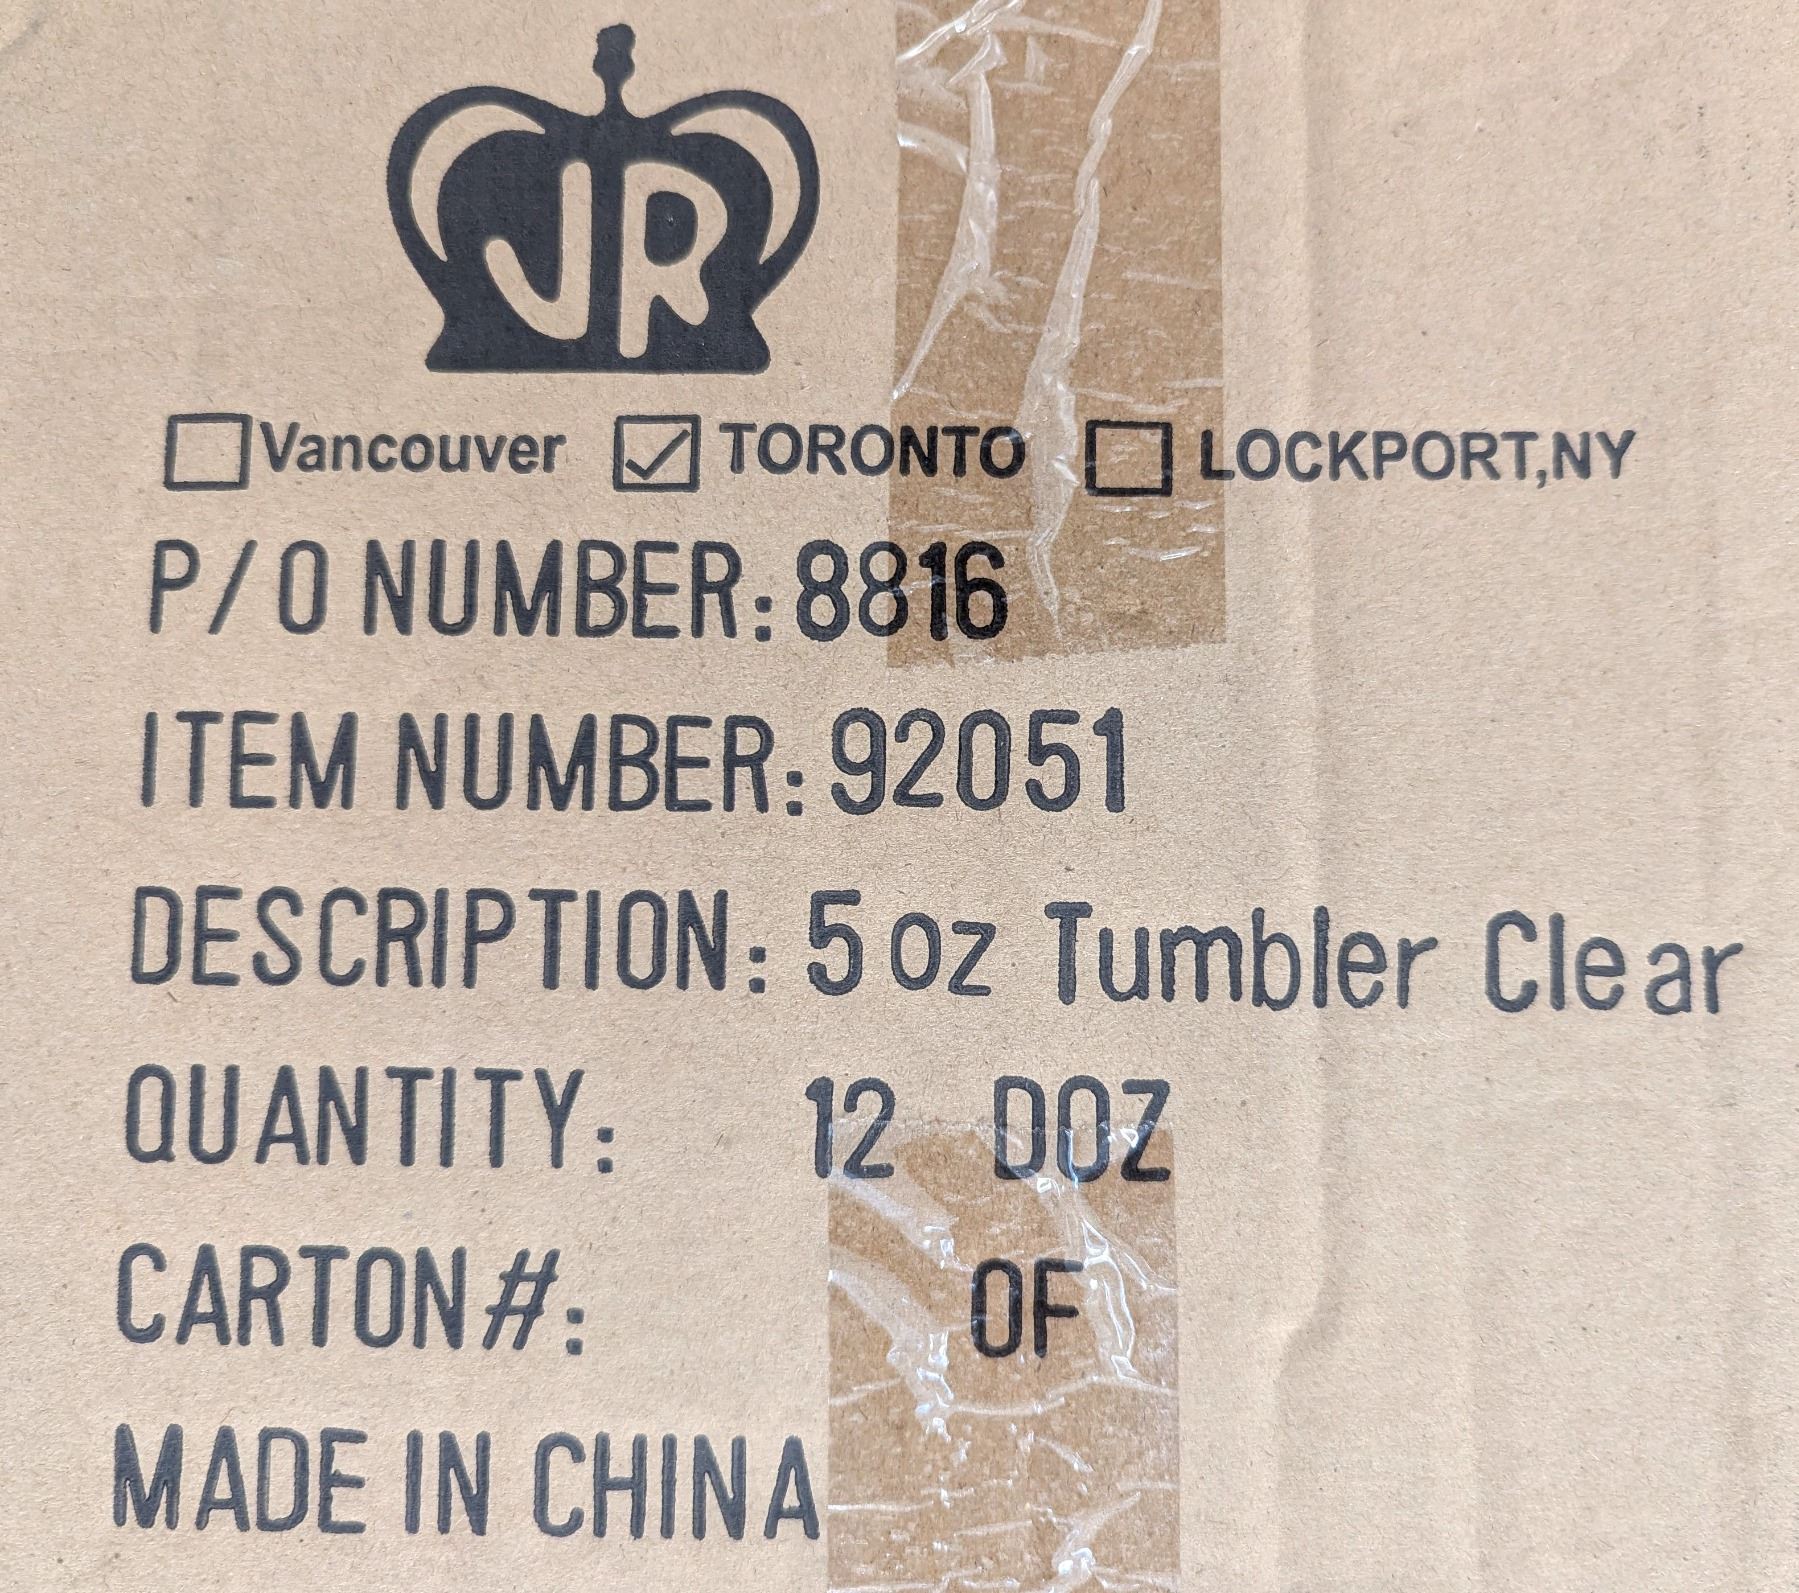 JR
Vancouver TORONTO LOCKPORT,NY
P/O NUMBER: 8816
ITEM NUMBER: 92051
DESCRIPTION: 5 oz Tumbler Clear
QUANTITY: 12 DOZ
CARTON #: OF
MADE IN CHINA